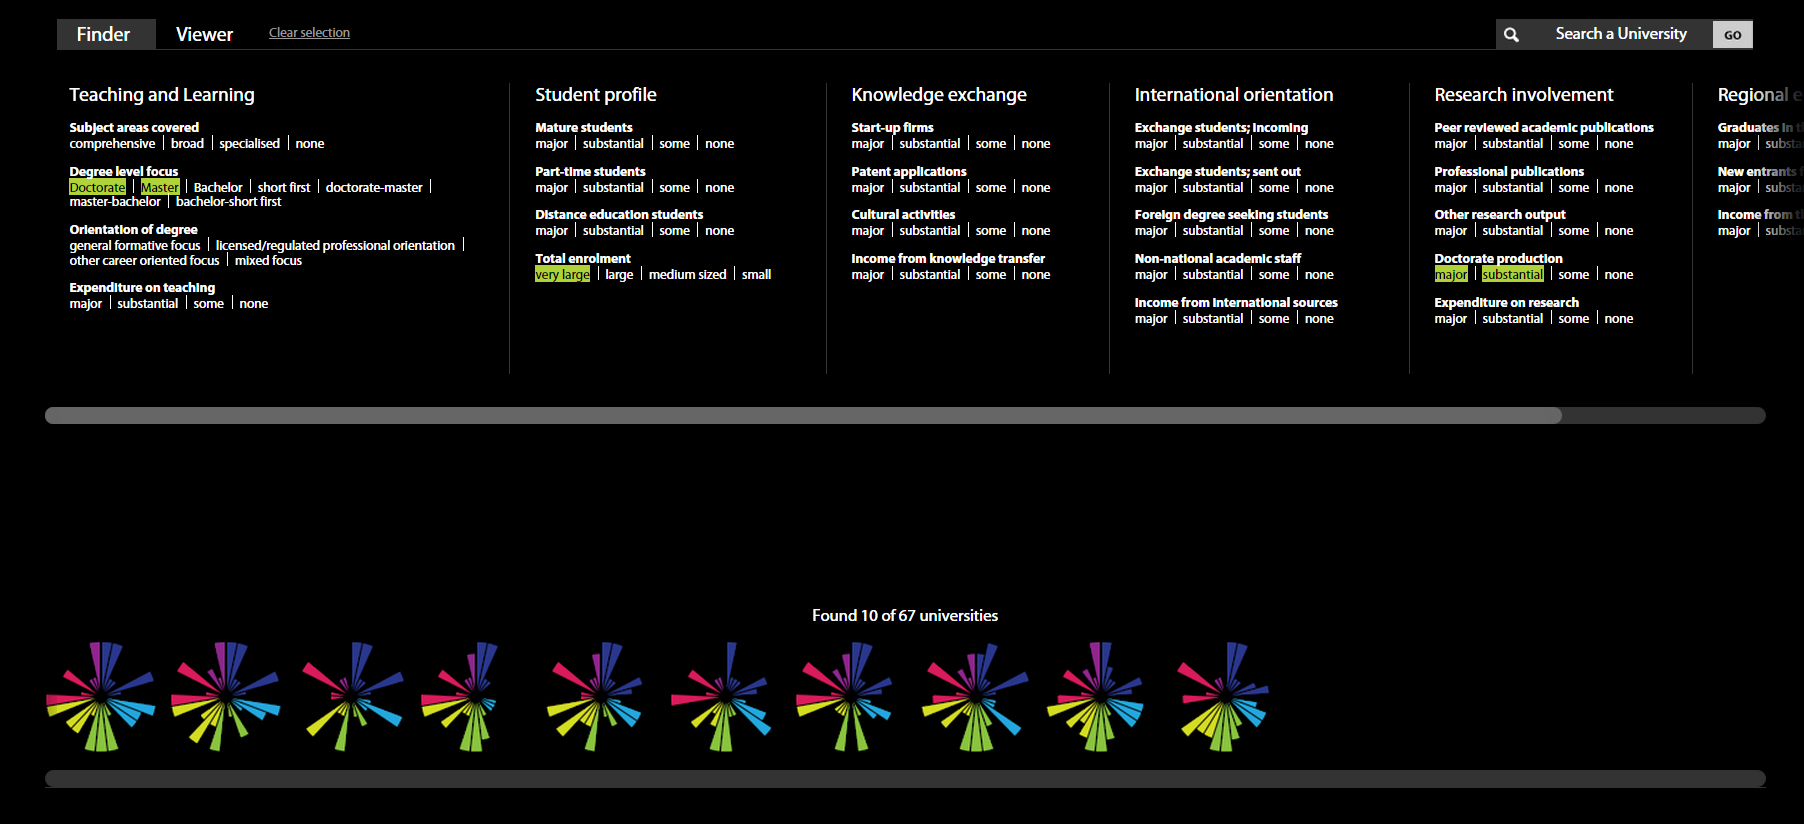 Finder Viewer Clear selection Search a University GO
Teaching and Learning
Subject areas covered
comprehensive | broad | specialised | none
Degree level focus
Doctorate | Master | Bachelor | short first | doctorate-master |
master-bachelor | bachelor-short first
Orientation of degree
general formative focus | licensed/regulated professional orientation |
other career oriented focus | mixed focus
Expenditure on teaching
major | substantial | some | none
Student profile
Mature students
major | substantial | some | none
Part-time students
major | substantial | some | none
Distance education students
major | substantial | some | none
Total enrolment
very large | large | medium sized | small
Knowledge exchange
Start-up firms
major | substantial | some | none
Patent applications
major | substantial | some | none
Cultural activities
major | substantial | some | none
Income from knowledge transfer
major | substantial | some | none
International orientation
Exchange students; incoming
major | substantial | some | none
Exchange students; sent out
major | substantial | some | none
Foreign degree seeking students
major | substantial | some | none
Non-national academic staff
major | substantial | some | none
Income from international sources
major | substantial | some | none
Research involvement
Peer reviewed academic publications
major | substantial | some | none
Professional publications
major | substantial | some | none
Other research output
major | substantial | some | none
Doctorate production
major | substantial | some | none
Expenditure on research
major | substantial | some | none
Regional
Graduates in
major |
New entrants
major |
Income from
major |
Found 10 of 67 universities